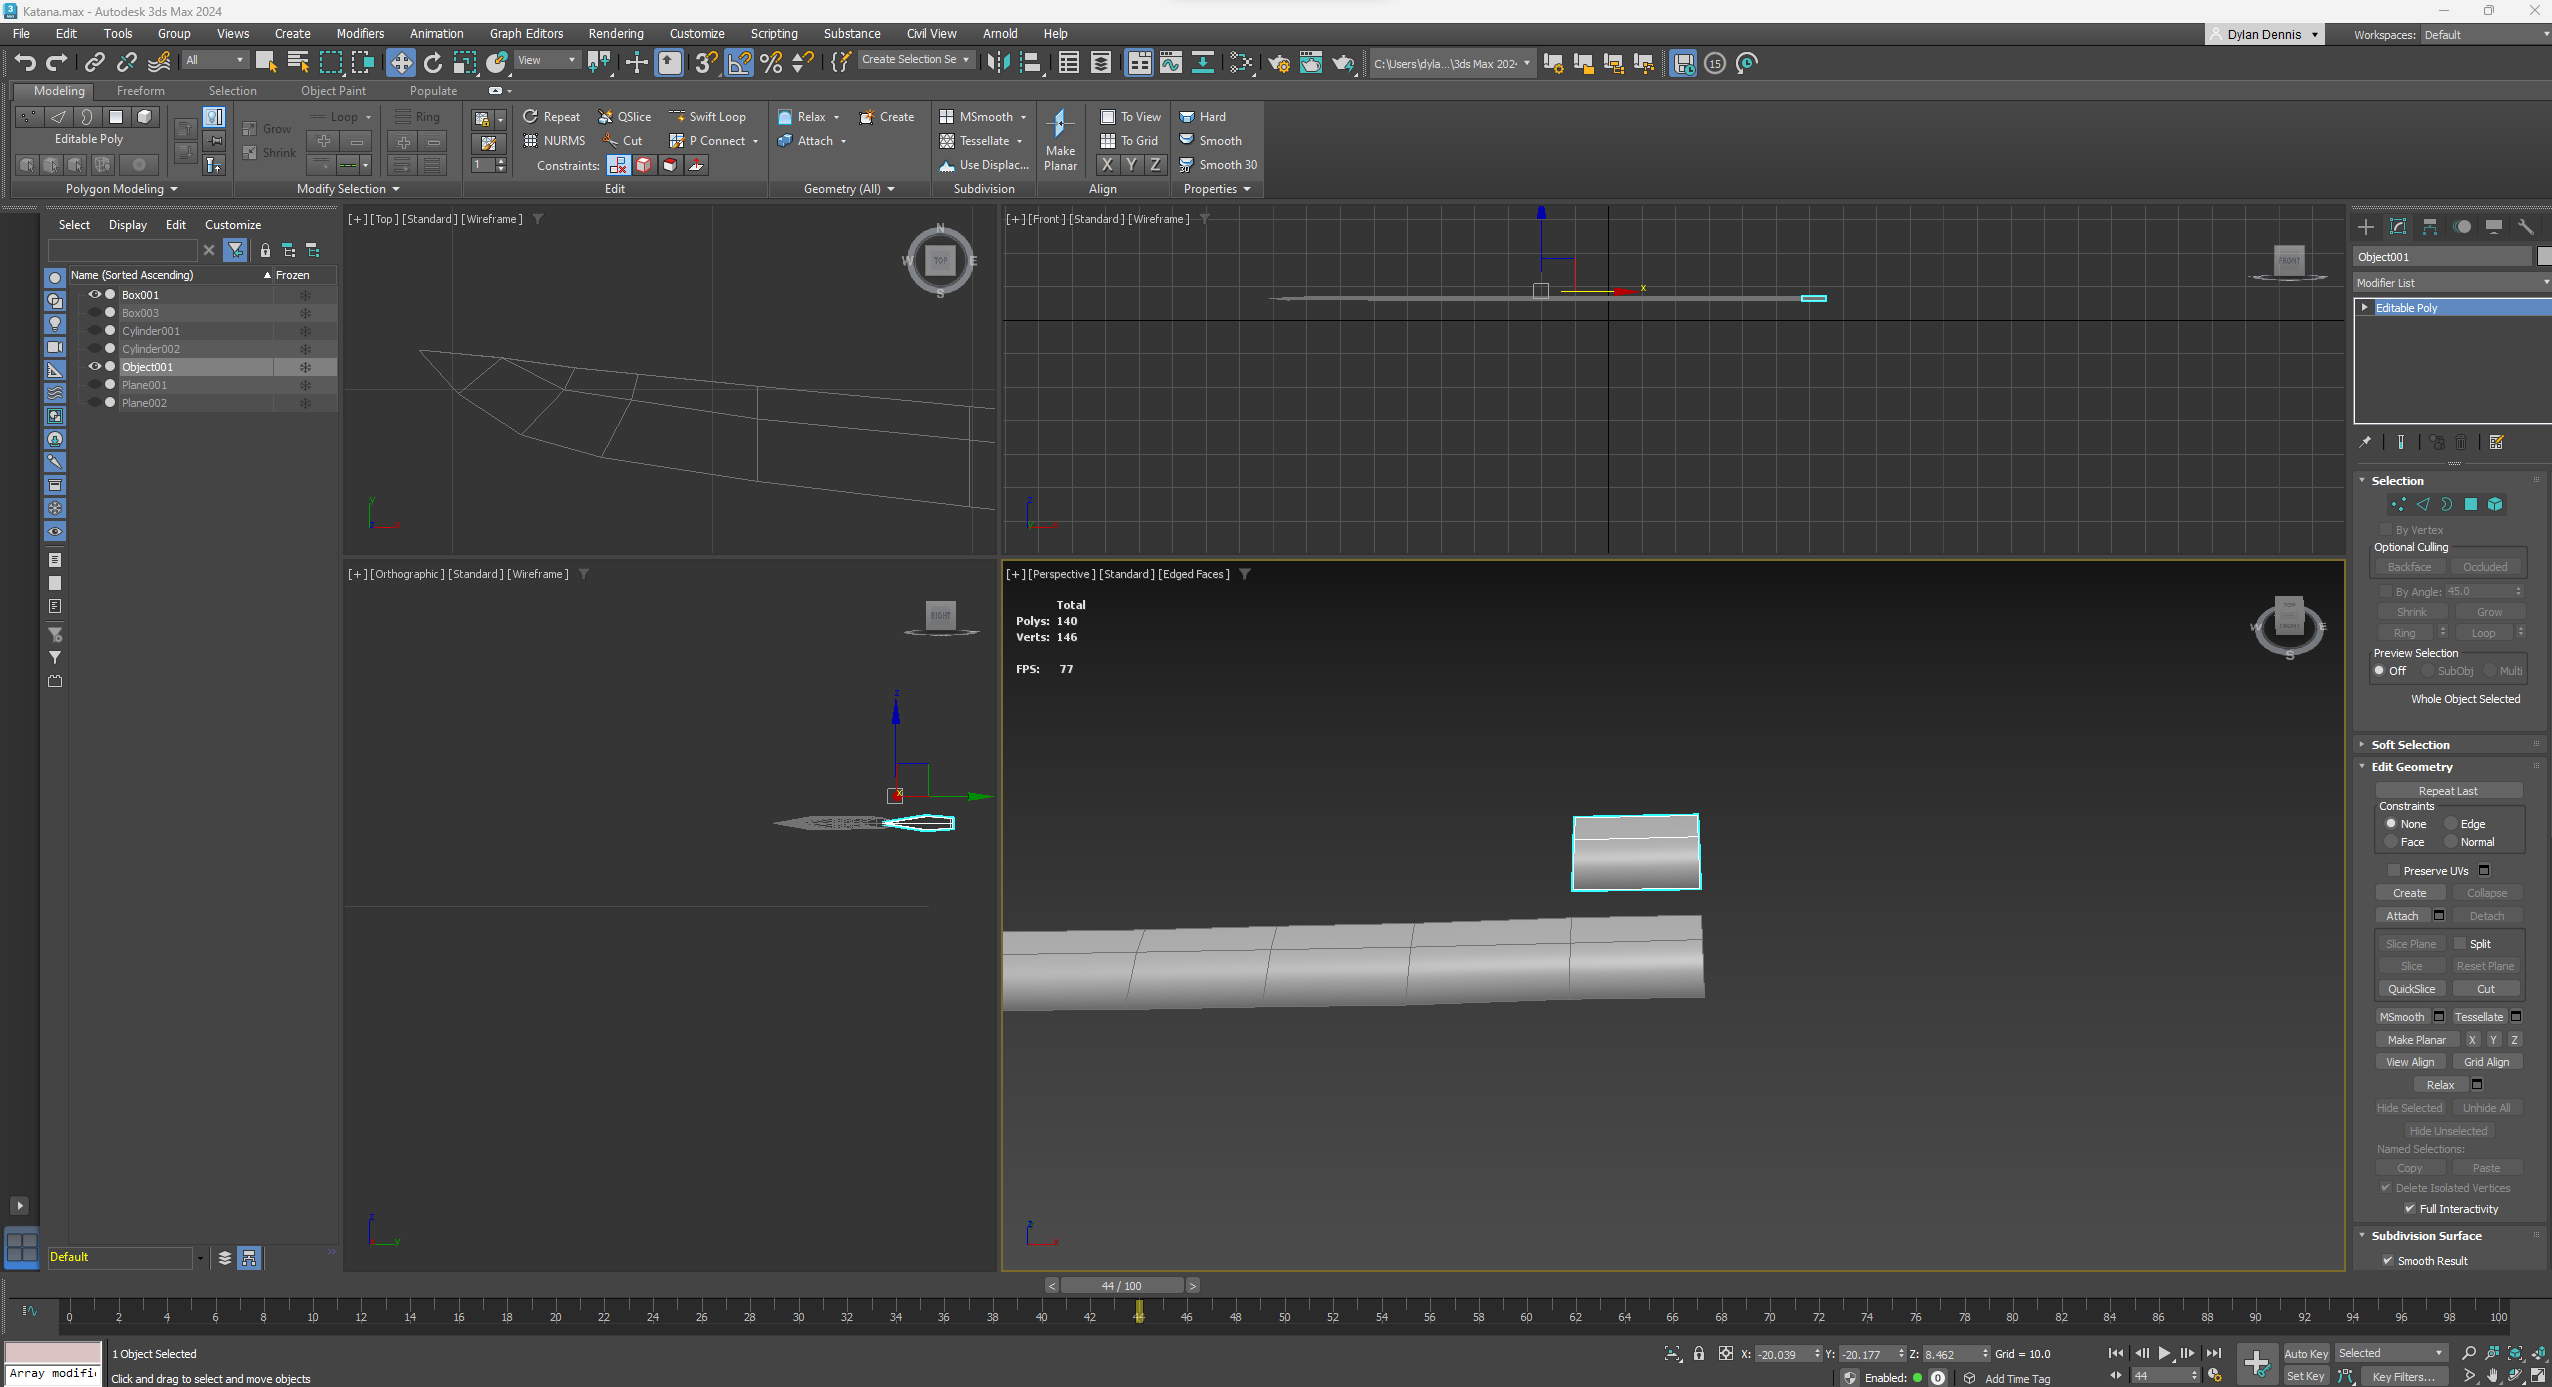 Katana.max - Autodesk 3ds Max 2024
File Edit Tools Group Views Create Modifiers Animation Graph Editors Rendering Customize Scripting Substance Civil View Arnold Help
Dylan Dennis Workspaces: Default
All View Create Selection Se C:\Users\dyla...\3ds Max 202 15
Modeling Freeform Selection Object Paint Populate
Grow Loop Ring Repeat QSlice Swift Loop Relax Create MSmooth To View Hard
Editable Poly Shrink NURMS Cut P Connect Attach Tessellate Make Planar To Grid Smooth
1 Constraints: Use Displac... X Y Z Smooth 30
Polygon Modeling Modify Selection Edit Geometry (All) Subdivision Align Properties
Select Display Edit Customize
Name (Sorted Ascending) Frozen
Box001
Box003
Cylinder001
Cylinder002
Object001
Plane001
Plane002
Default
[+] [Top] [Standard] [Wireframe]
N
W TOP E
S
y
z x
[+] [Front] [Standard] [Wireframe]
FRONT
x
z
y x
[+] [Orthographic] [Standard] [Wireframe]
RIGHT
z
x
z
y
[+] [Perspective] [Standard] [Edged Faces]
Total
Polys: 140
Verts: 146
FPS: 77
TOP
W FRONT E
S
z
x
Object001
Modifier List
Editable Poly
Selection
By Vertex
Optional Culling
Backface Occluded
By Angle: 45.0
Shrink Grow
Ring Loop
Preview Selection
Off SubObj Multi
Whole Object Selected
Soft Selection
Edit Geometry
Repeat Last
Constraints
None Edge
Face Normal
Preserve UVs
Create Collapse
Attach Detach
Slice Plane Split
Slice Reset Plane
QuickSlice Cut
MSmooth Tessellate
Make Planar X Y Z
View Align Grid Align
Relax
Hide Selected Unhide All
Hide Unselected
Named Selections:
Copy Paste
Delete Isolated Vertices
Full Interactivity
Subdivision Surface
Smooth Result
< 44 / 100 >
0 2 4 6 8 10 12 14 16 18 20 22 24 26 28 30 32 34 36 38 40 42 44 46 48 50 52 54 56 58 60 62 64 66 68 70 72 74 76 78 80 82 84 86 88 90 92 94 96 98 100
1 Object Selected X: -20.039 Y: -20.177 Z: 8.462 Grid = 10.0 Auto Key Selected
Array modifi Click and drag to select and move objects Enabled: 0 Add Time Tag 44 Set Key Key Filters...